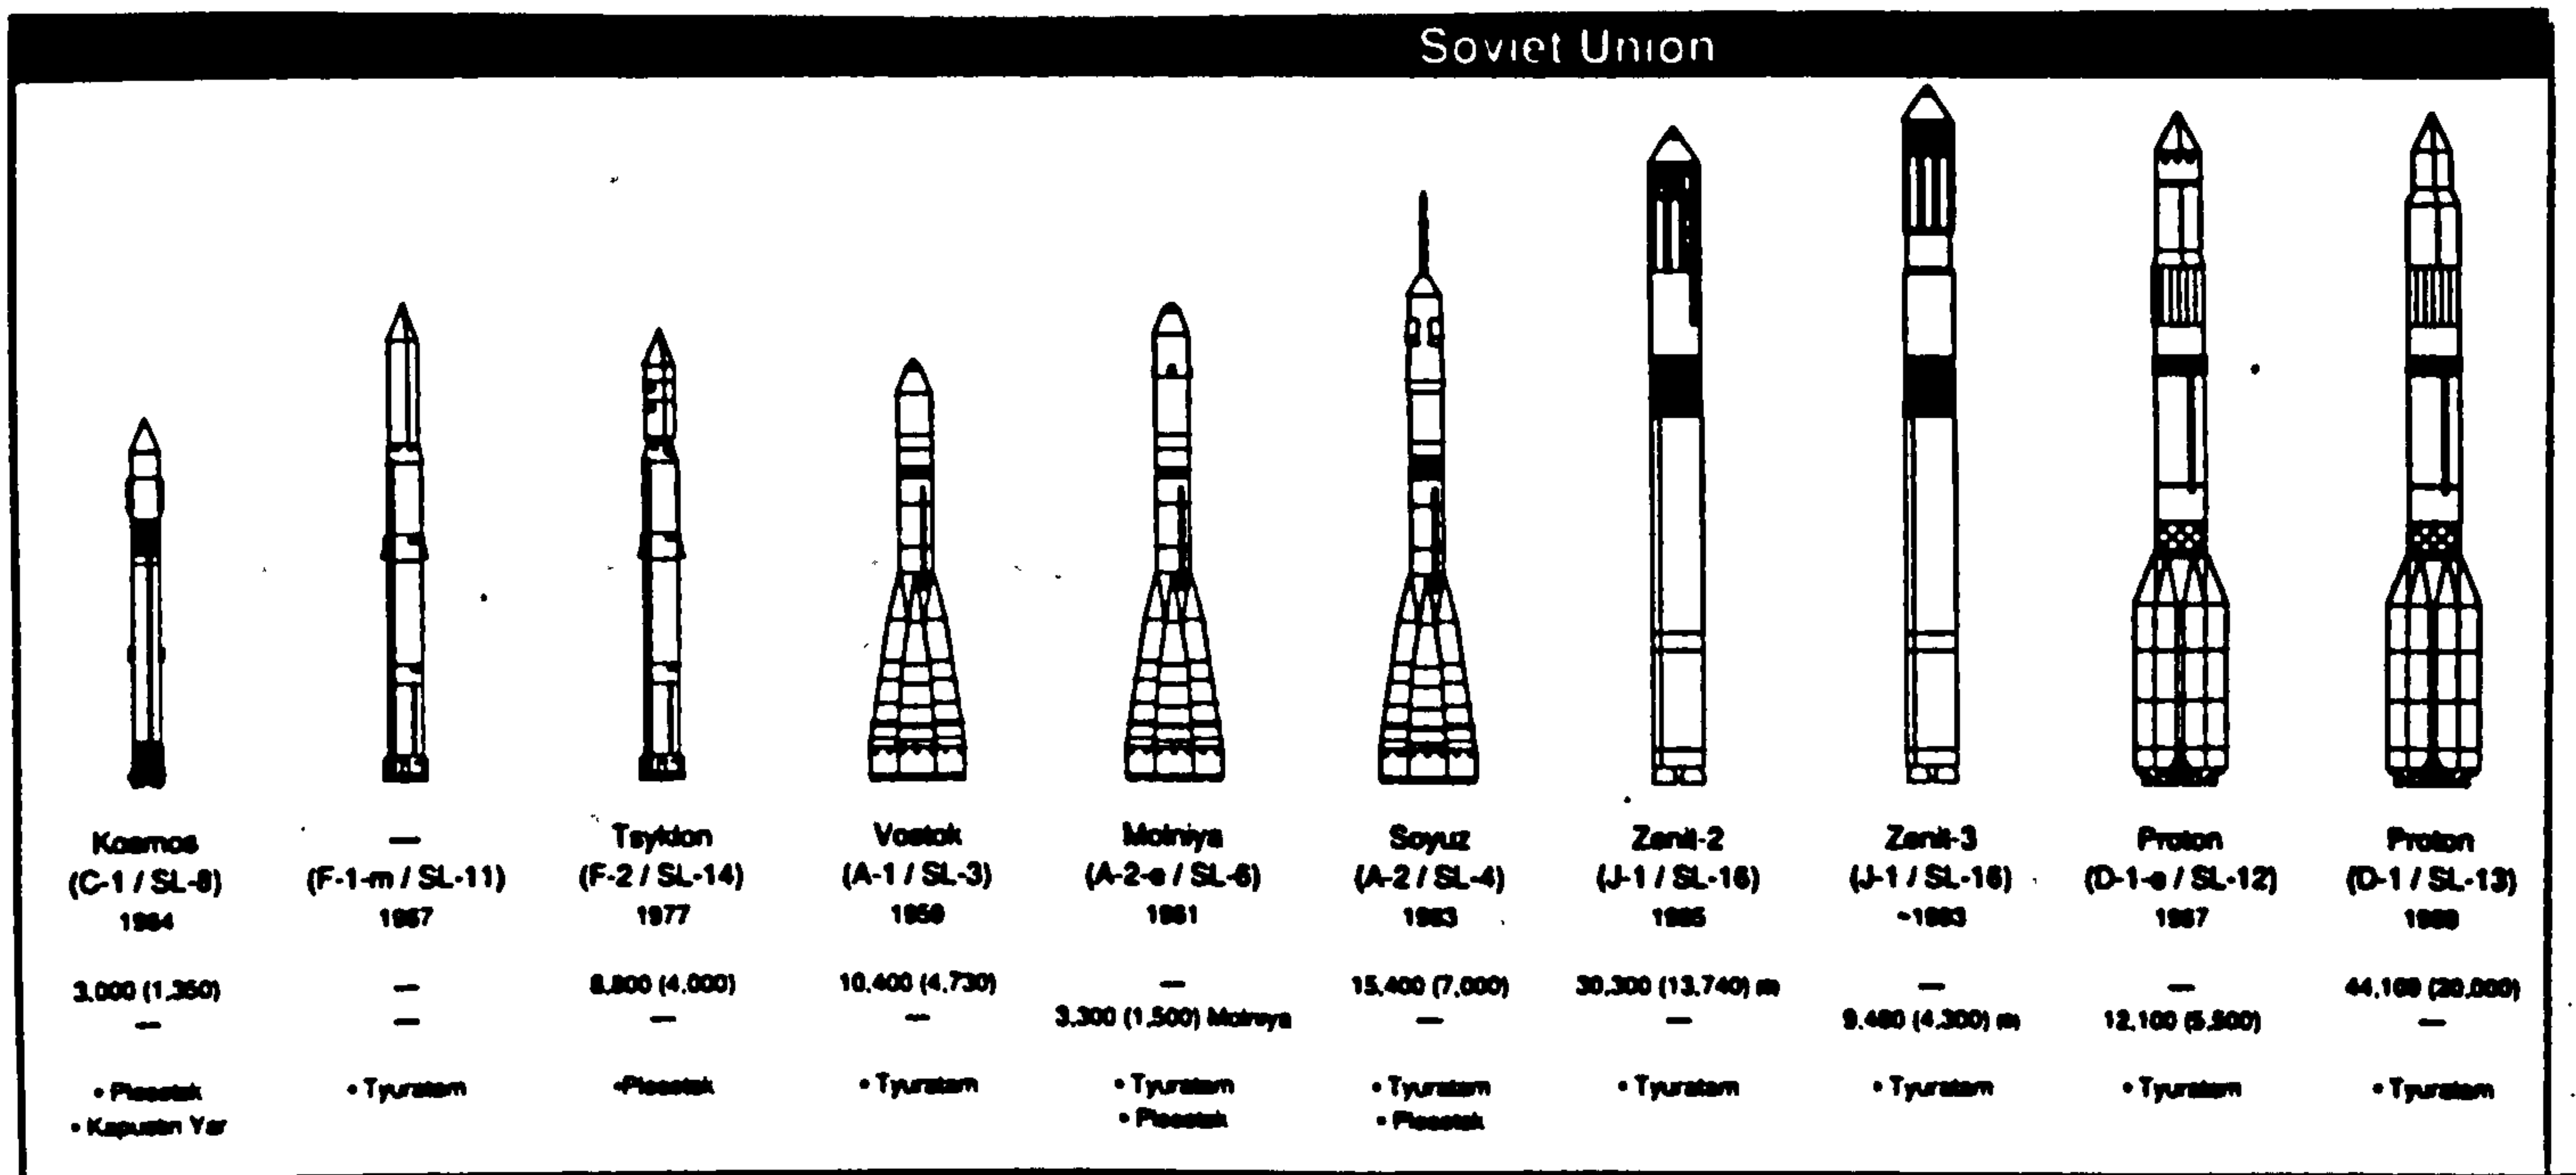 Soviet Union
Kosmos — Tsyklon Vostok Molniya Soyuz Zenit-2 Zenit-3 Proton Proton
(C-1 / SL-8) (F-1-m / SL-11) (F-2 / SL-14) (A-1 / SL-3) (A-2-e / SL-6) (A-2 / SL-4) (J-1 / SL-16) (J-1 / SL-16) (D-1-e / SL-12) (D-1 / SL-13)
1964 1967 1977 1959 1961 1963 1985 1967 1968
3,000 (1,350) — 8,800 (4,000) 10,400 (4,730) — 15,400 (7,000) 30,300 (13,740) m — — 44,100 (20,000)
— — — — 3,300 (1,500) Molniya — — 9,480 (4,300) m 12,100 (5,500) —
• Plesetsk • Tyuratam • Plesetsk • Tyuratam • Tyuratam • Tyuratam • Tyuratam • Tyuratam • Tyuratam • Tyuratam
• Kapustin Yar • Plesetsk • Plesetsk